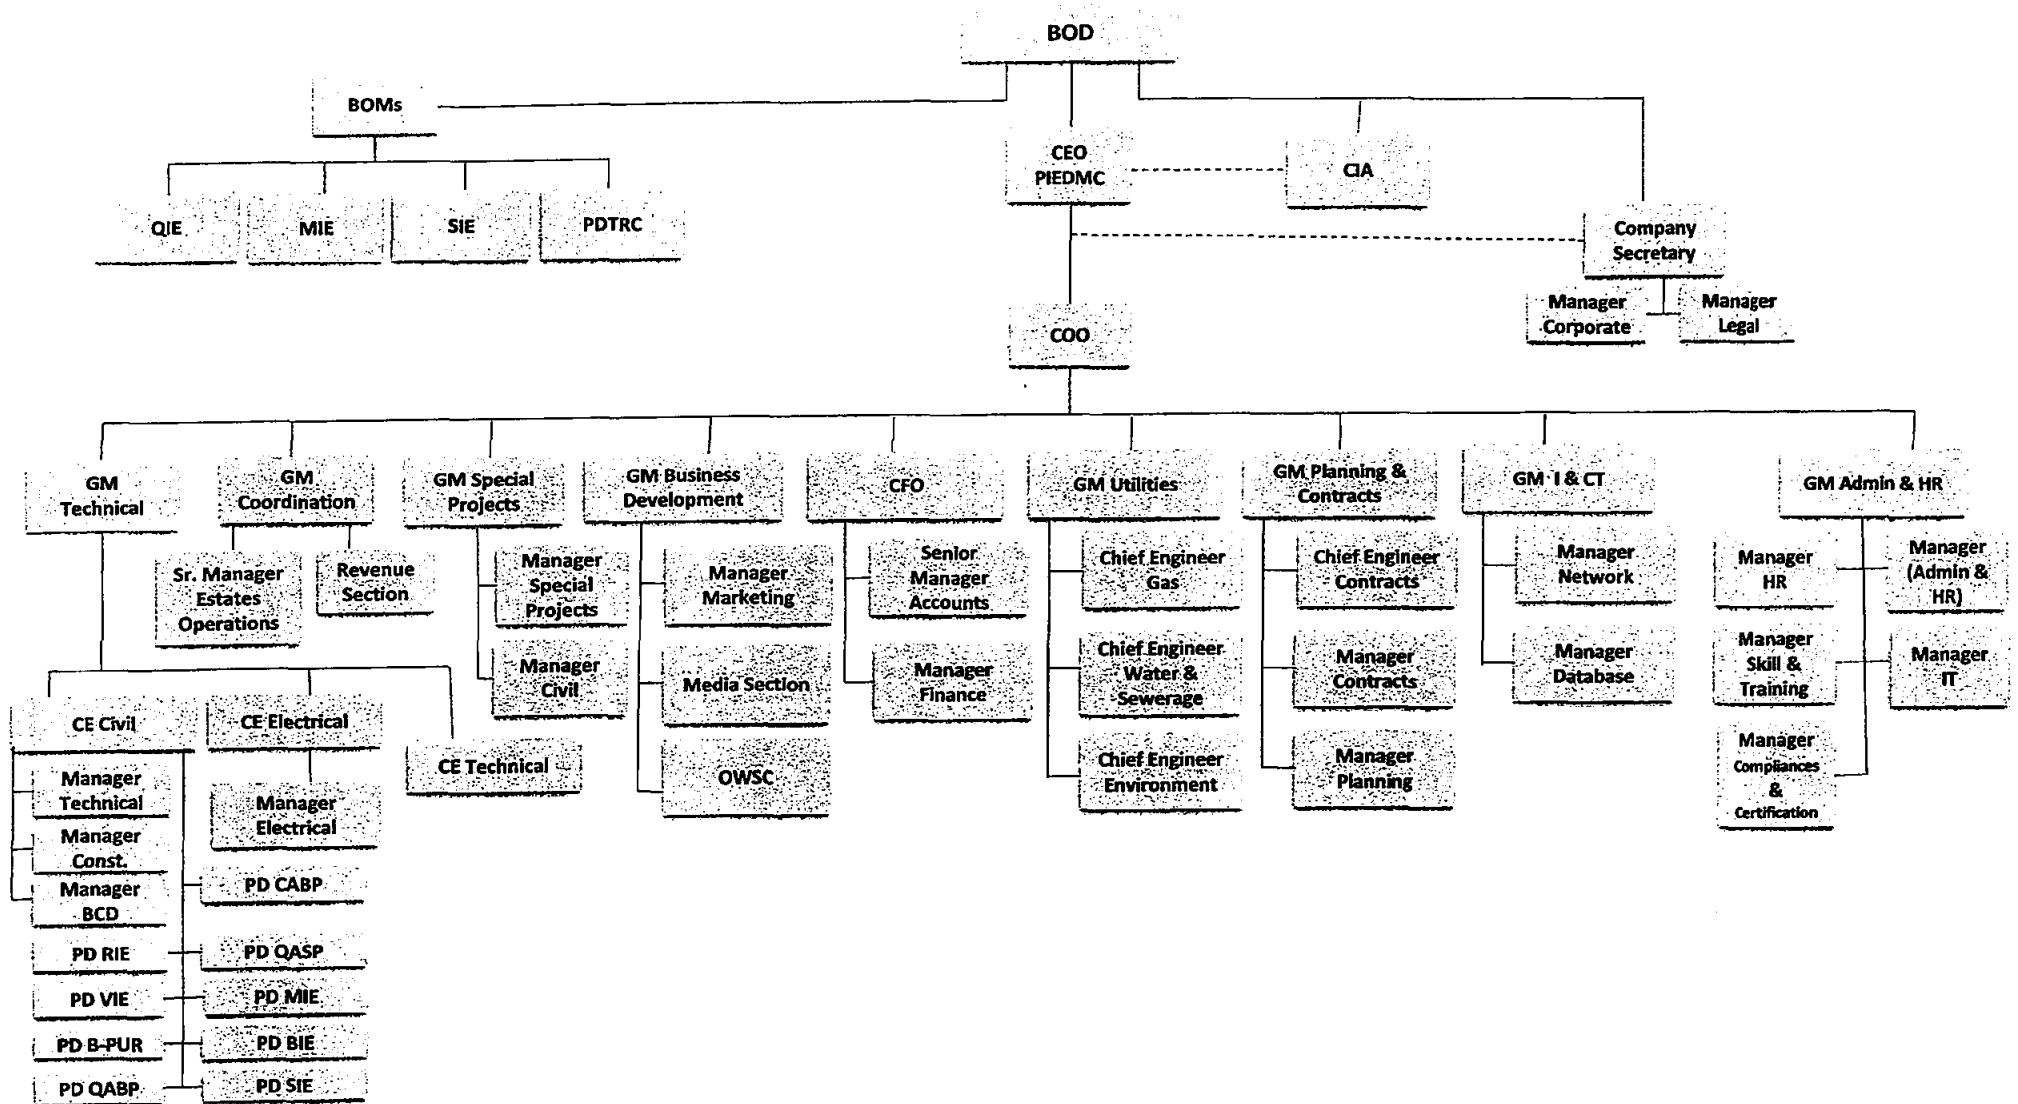 BOD
BOMs
CEO
PIEDMC
CIA
QIE
MIE
SIE
PDTRC
Company
Secretary
Manager
Corporate
Manager
Legal
COO
GM
Technical
GM
Coordination
GM Special
Projects
GM Business
Development
CFO
GM Utilities
GM Planning &
Contracts
GM I & CT
GM Admin & HR
Sr. Manager
Estates
Operations
Revenue
Section
Manager
Special
Projects
Manager
Civil
Manager
Marketing
Media Section
OWSC
Senior
Manager
Accounts
Manager
Finance
Chief Engineer
Gas
Chief Engineer
Water &
Sewerage
Chief Engineer
Environment
Chief Engineer
Contracts
Manager
Contracts
Manager
Planning
Manager
Network
Manager
Database
Manager
HR
Manager
(Admin &
HR)
Manager
Skill &
Training
Manager
IT
Manager
Compliances
&
Certification
CE Civil
CE Electrical
CE Technical
Manager
Technical
Manager
Const.
Manager
BCD
Manager
Electrical
PD CABP
PD RIE
PD QASP
PD VIE
PD MIE
PD B-PUR
PD BIE
PD QABP
PD SIE